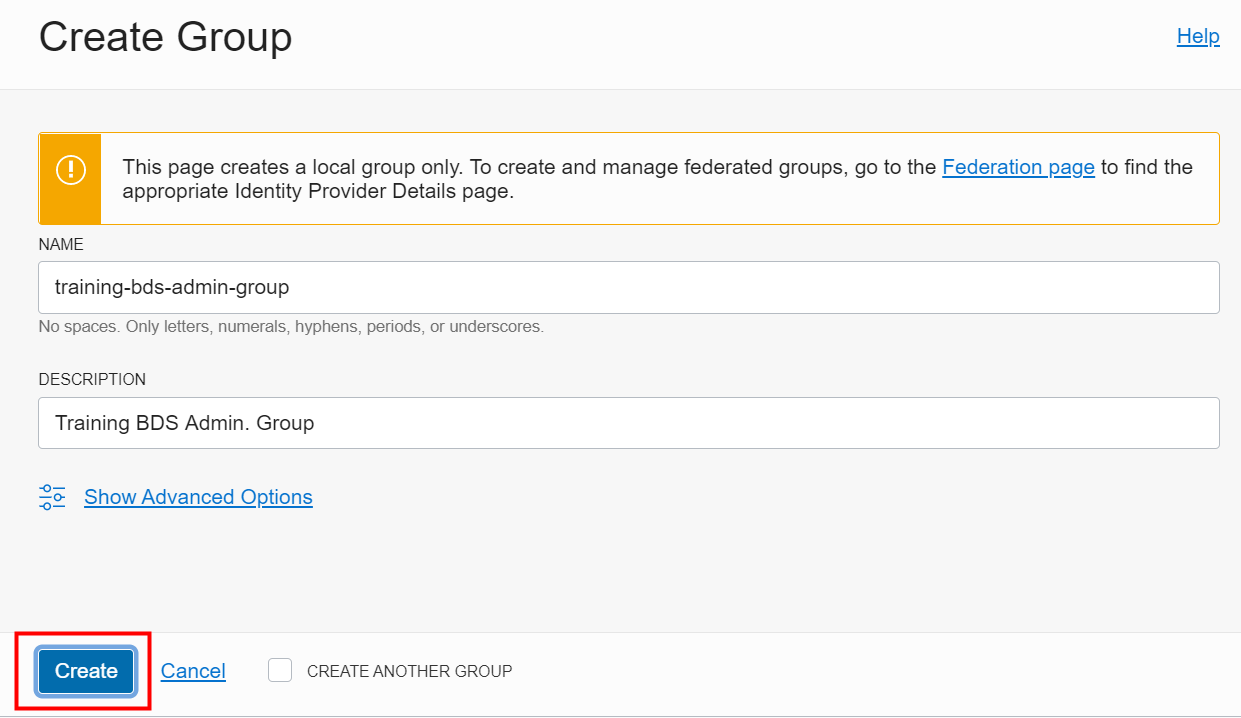 Create Group
Help
This page creates a local group only. To create and manage federated groups, go to the Federation page to find the
appropriate Identity Provider Details page.
NAME
training-bds-admin-group
No spaces. Only letters, numerals, hyphens, periods, or underscores.
DESCRIPTION
Training BDS Admin. Group
Show Advanced Options
Create Cancel CREATE ANOTHER GROUP